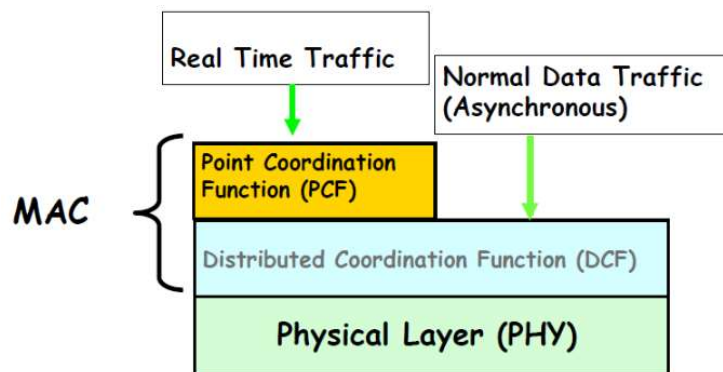 Real Time Traffic
Normal Data Traffic
(Asynchronous)
Point Coordination
Function (PCF)
MAC
Distributed Coordination Function (DCF)
Physical Layer (PHY)